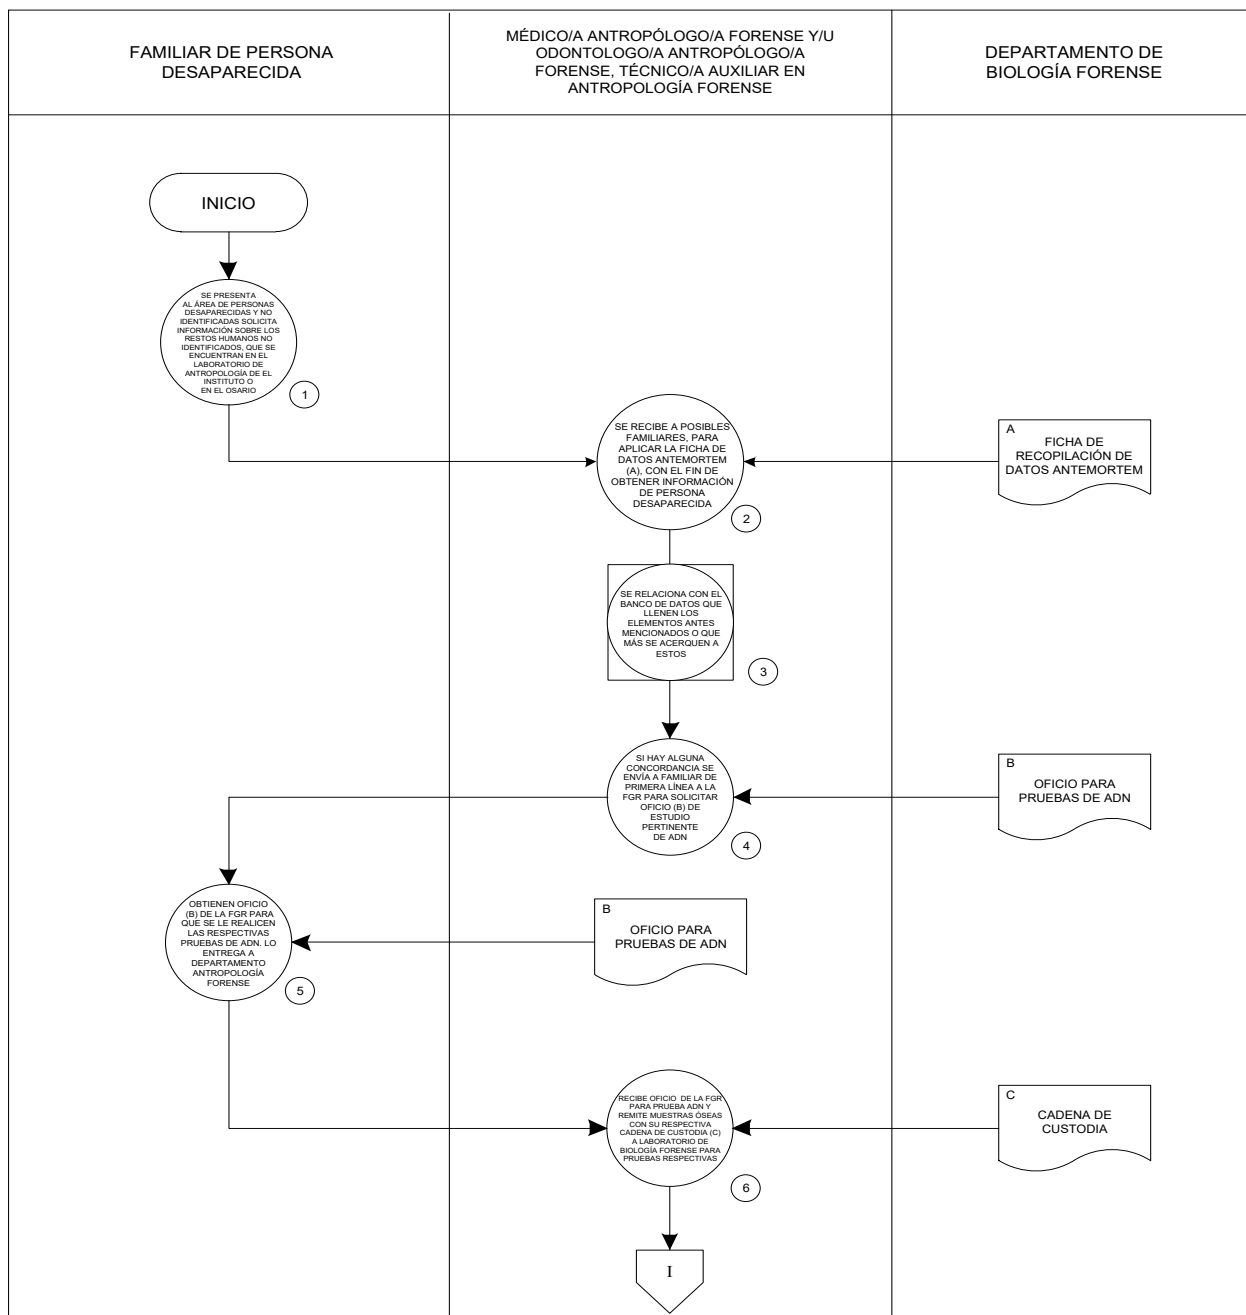 FAMILIAR DE PERSONA
DESAPARECIDA
MÉDICO/A ANTROPÓLOGO/A FORENSE Y/U
ODONTOLOGO/A ANTROPÓLOGO/A
FORENSE, TÉCNICO/A AUXILIAR EN
ANTROPOLOGÍA FORENSE
DEPARTAMENTO DE
BIOLOGÍA FORENSE
INICIO
SE PRESENTA
AL ÁREA DE PERSONAS
DESAPARECIDAS Y NO
IDENTIFICADAS SOLICITA
INFORMACIÓN SOBRE LOS
RESTOS HUMANOS NO
IDENTIFICADOS, QUE SE
ENCUENTRAN EN EL
LABORATORIO DE
ANTROPOLOGÍA DE EL
INSTITUTO O
EN EL OSARIO
1
SE RECIBE A POSIBLES
FAMILIARES, PARA
APLICAR LA FICHA DE
DATOS ANTEMORTEM
(A), CON EL FIN DE
OBTENER INFORMACIÓN
DE PERSONA
DESAPARECIDA
2
A
FICHA DE
RECOPILACIÓN DE
DATOS ANTEMORTEM
SE RELACIONA CON EL
BANCO DE DATOS QUE
LLENEN LOS
ELEMENTOS ANTES
MENCIONADOS O QUE
MÁS SE ACERQUEN A
ESTOS
3
SI HAY ALGUNA
CONCORDANCIA SE
ENVÍA A FAMILIAR DE
PRIMERA LÍNEA A LA
FGR PARA SOLICITAR
OFICIO (B) DE
ESTUDIO
PERTINENTE
DE ADN
4
B
OFICIO PARA
PRUEBAS DE ADN
OBTIENEN OFICIO
(B) DE LA FGR PARA
QUE SE LE REALICEN
LAS RESPECTIVAS
PRUEBAS DE ADN. LO
ENTREGA A
DEPARTAMENTO
ANTROPOLOGÍA
FORENSE
5
B
OFICIO PARA
PRUEBAS DE ADN
RECIBE OFICIO DE LA FGR
PARA PRUEBA ADN Y
REMITE MUESTRAS ÓSEAS
CON SU RESPECTIVA
CADENA DE CUSTODIA (C)
A LABORATORIO DE
BIOLOGÍA FORENSE PARA
PRUEBAS RESPECTIVAS
6
C
CADENA DE
CUSTODIA
I